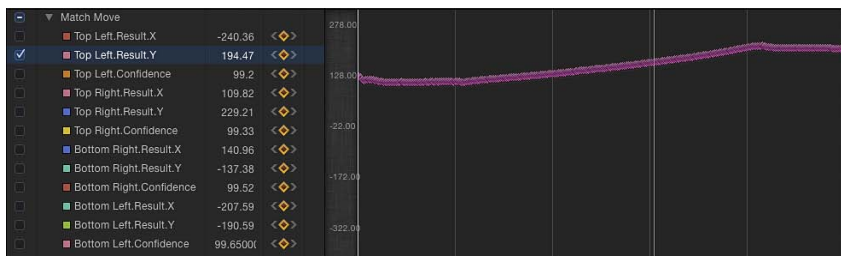 Match Move
Top Left.Result.X -240.36
Top Left.Result.Y 194.47
Top Left.Confidence 99.2
Top Right.Result.X 109.82
Top Right.Result.Y 229.21
Top Right.Confidence 99.33
Bottom Right.Result.X 140.96
Bottom Right.Result.Y -137.38
Bottom Right.Confidence 99.52
Bottom Left.Result.X -207.59
Bottom Left.Result.Y -190.59
Bottom Left.Confidence 99.6500
278.00
128.00
-22.00
-172.00
-322.00